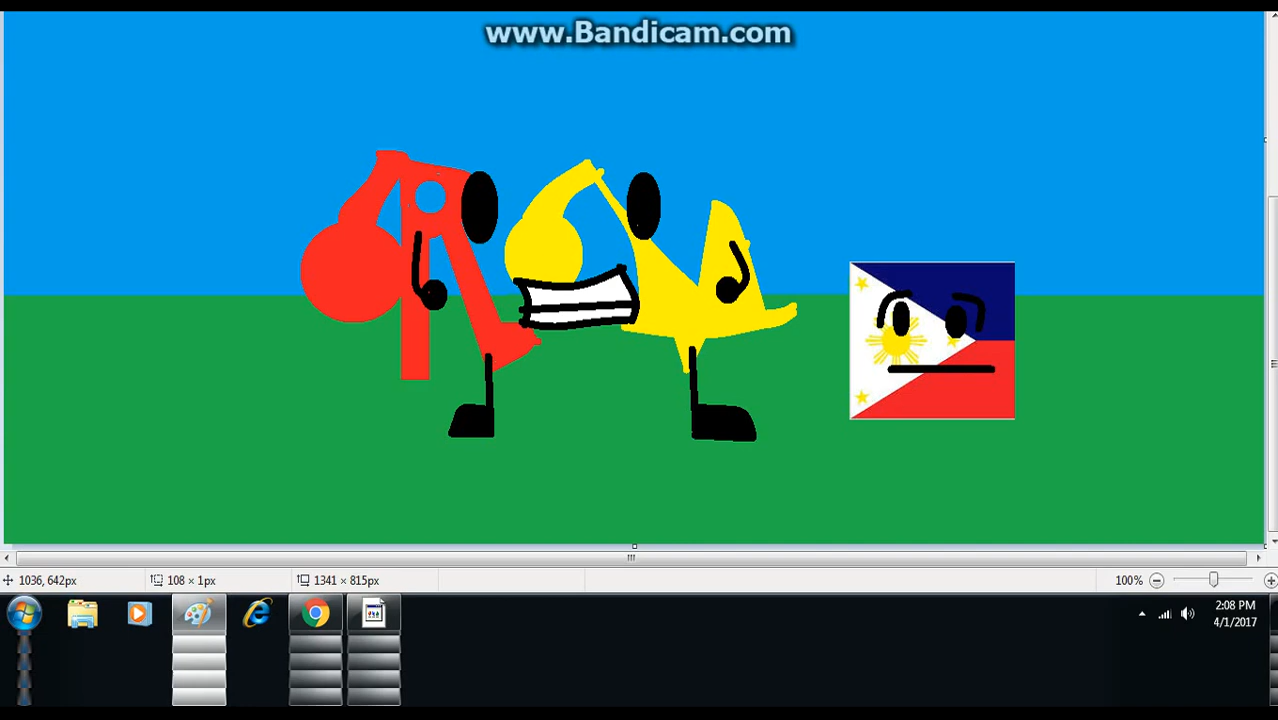 www.Bandicam.com
1036, 642px
108 × 1px
1341 × 815px
100%
2:08 PM
4/1/2017